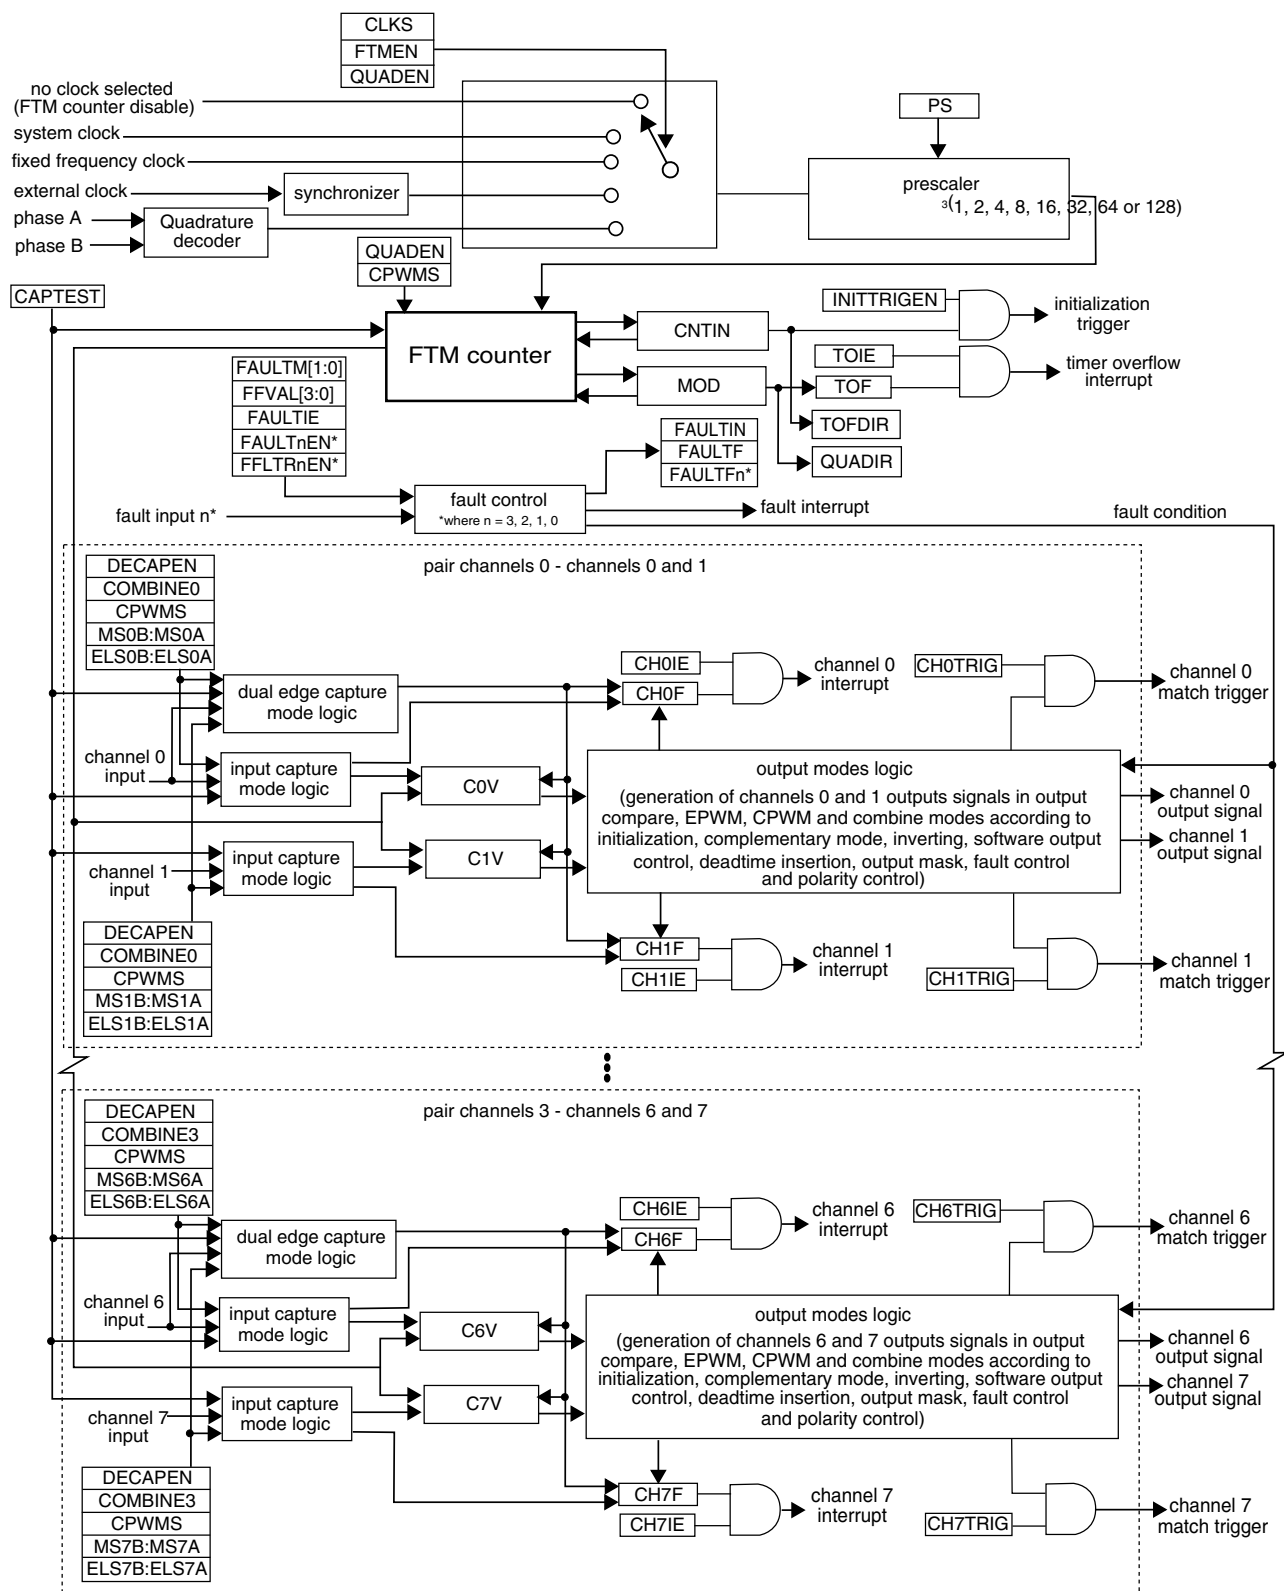 CLKS
FTMEN
QUADEN
no clock selected
(FTM counter disable)
system clock
fixed frequency clock
external clock
synchronizer
phase A
phase B
Quadrature
decoder
PS
prescaler
3(1, 2, 4, 8, 16, 32, 64 or 128)
QUADEN
CPWMS
CAPTEST
FTM counter
CNTIN
MOD
INITTRIGEN
initialization
trigger
TOIE
TOF
timer overflow
interrupt
TOFDIR
QUADIR
FAULTM[1:0]
FFVAL[3:0]
FAULTIE
FAULTnEN*
FFLTRnEN*
FAULTIN
FAULTF
FAULTFn*
fault input n*
fault control
*where n = 3, 2, 1, 0
fault interrupt
fault condition
pair channels 0 - channels 0 and 1
DECAPEN
COMBINE0
CPWMS
MS0B:MS0A
ELS0B:ELS0A
dual edge capture
mode logic
channel 0
input
input capture
mode logic
channel 1
input
input capture
mode logic
C0V
C1V
CH0IE
CH0F
channel 0
interrupt
CH0TRIG
channel 0
match trigger
output modes logic
(generation of channels 0 and 1 outputs signals in output
compare, EPWM, CPWM and combine modes according to
initialization, complementary mode, inverting, software output
control, deadtime insertion, output mask, fault control
and polarity control)
channel 0
output signal
channel 1
output signal
DECAPEN
COMBINE0
CPWMS
MS1B:MS1A
ELS1B:ELS1A
CH1F
CH1IE
channel 1
interrupt
CH1TRIG
channel 1
match trigger
pair channels 3 - channels 6 and 7
DECAPEN
COMBINE3
CPWMS
MS6B:MS6A
ELS6B:ELS6A
dual edge capture
mode logic
channel 6
input
input capture
mode logic
channel 7
input
input capture
mode logic
C6V
C7V
CH6IE
CH6F
channel 6
interrupt
CH6TRIG
channel 6
match trigger
output modes logic
(generation of channels 6 and 7 outputs signals in output
compare, EPWM, CPWM and combine modes according to
initialization, complementary mode, inverting, software output
control, deadtime insertion, output mask, fault control
and polarity control)
channel 6
output signal
channel 7
output signal
DECAPEN
COMBINE3
CPWMS
MS7B:MS7A
ELS7B:ELS7A
CH7F
CH7IE
channel 7
interrupt
CH7TRIG
channel 7
match trigger